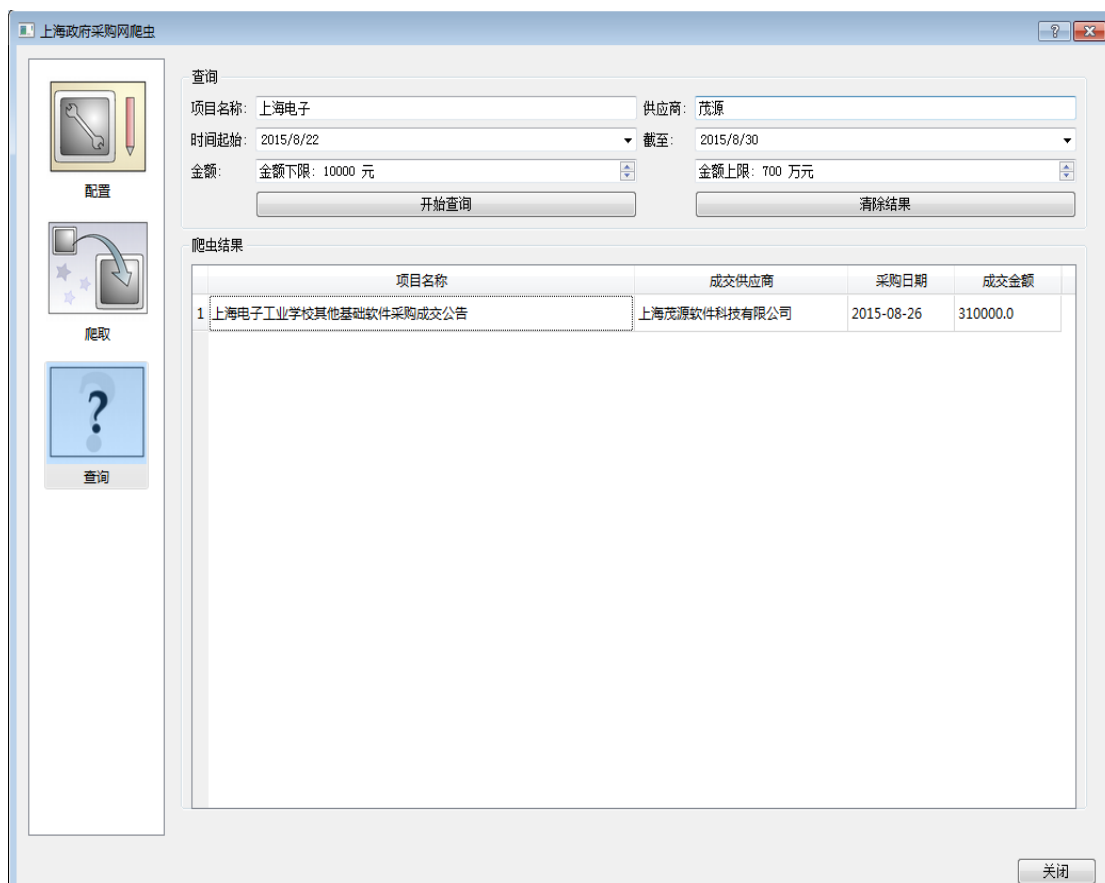 上海政府采购网爬虫
配置
爬取
查询
查询
项目名称: 上海电子 供应商: 茂源
时间起始: 2015/8/22 截至: 2015/8/30
金额: 金额下限: 10000 元 金额上限: 700 万元
开始查询 清除结果
爬虫结果
项目名称 成交供应商 采购日期 成交金额
1 上海电子工业学校其他基础软件采购成交公告 上海茂源软件科技有限公司 2015-08-26 310000.0
关闭